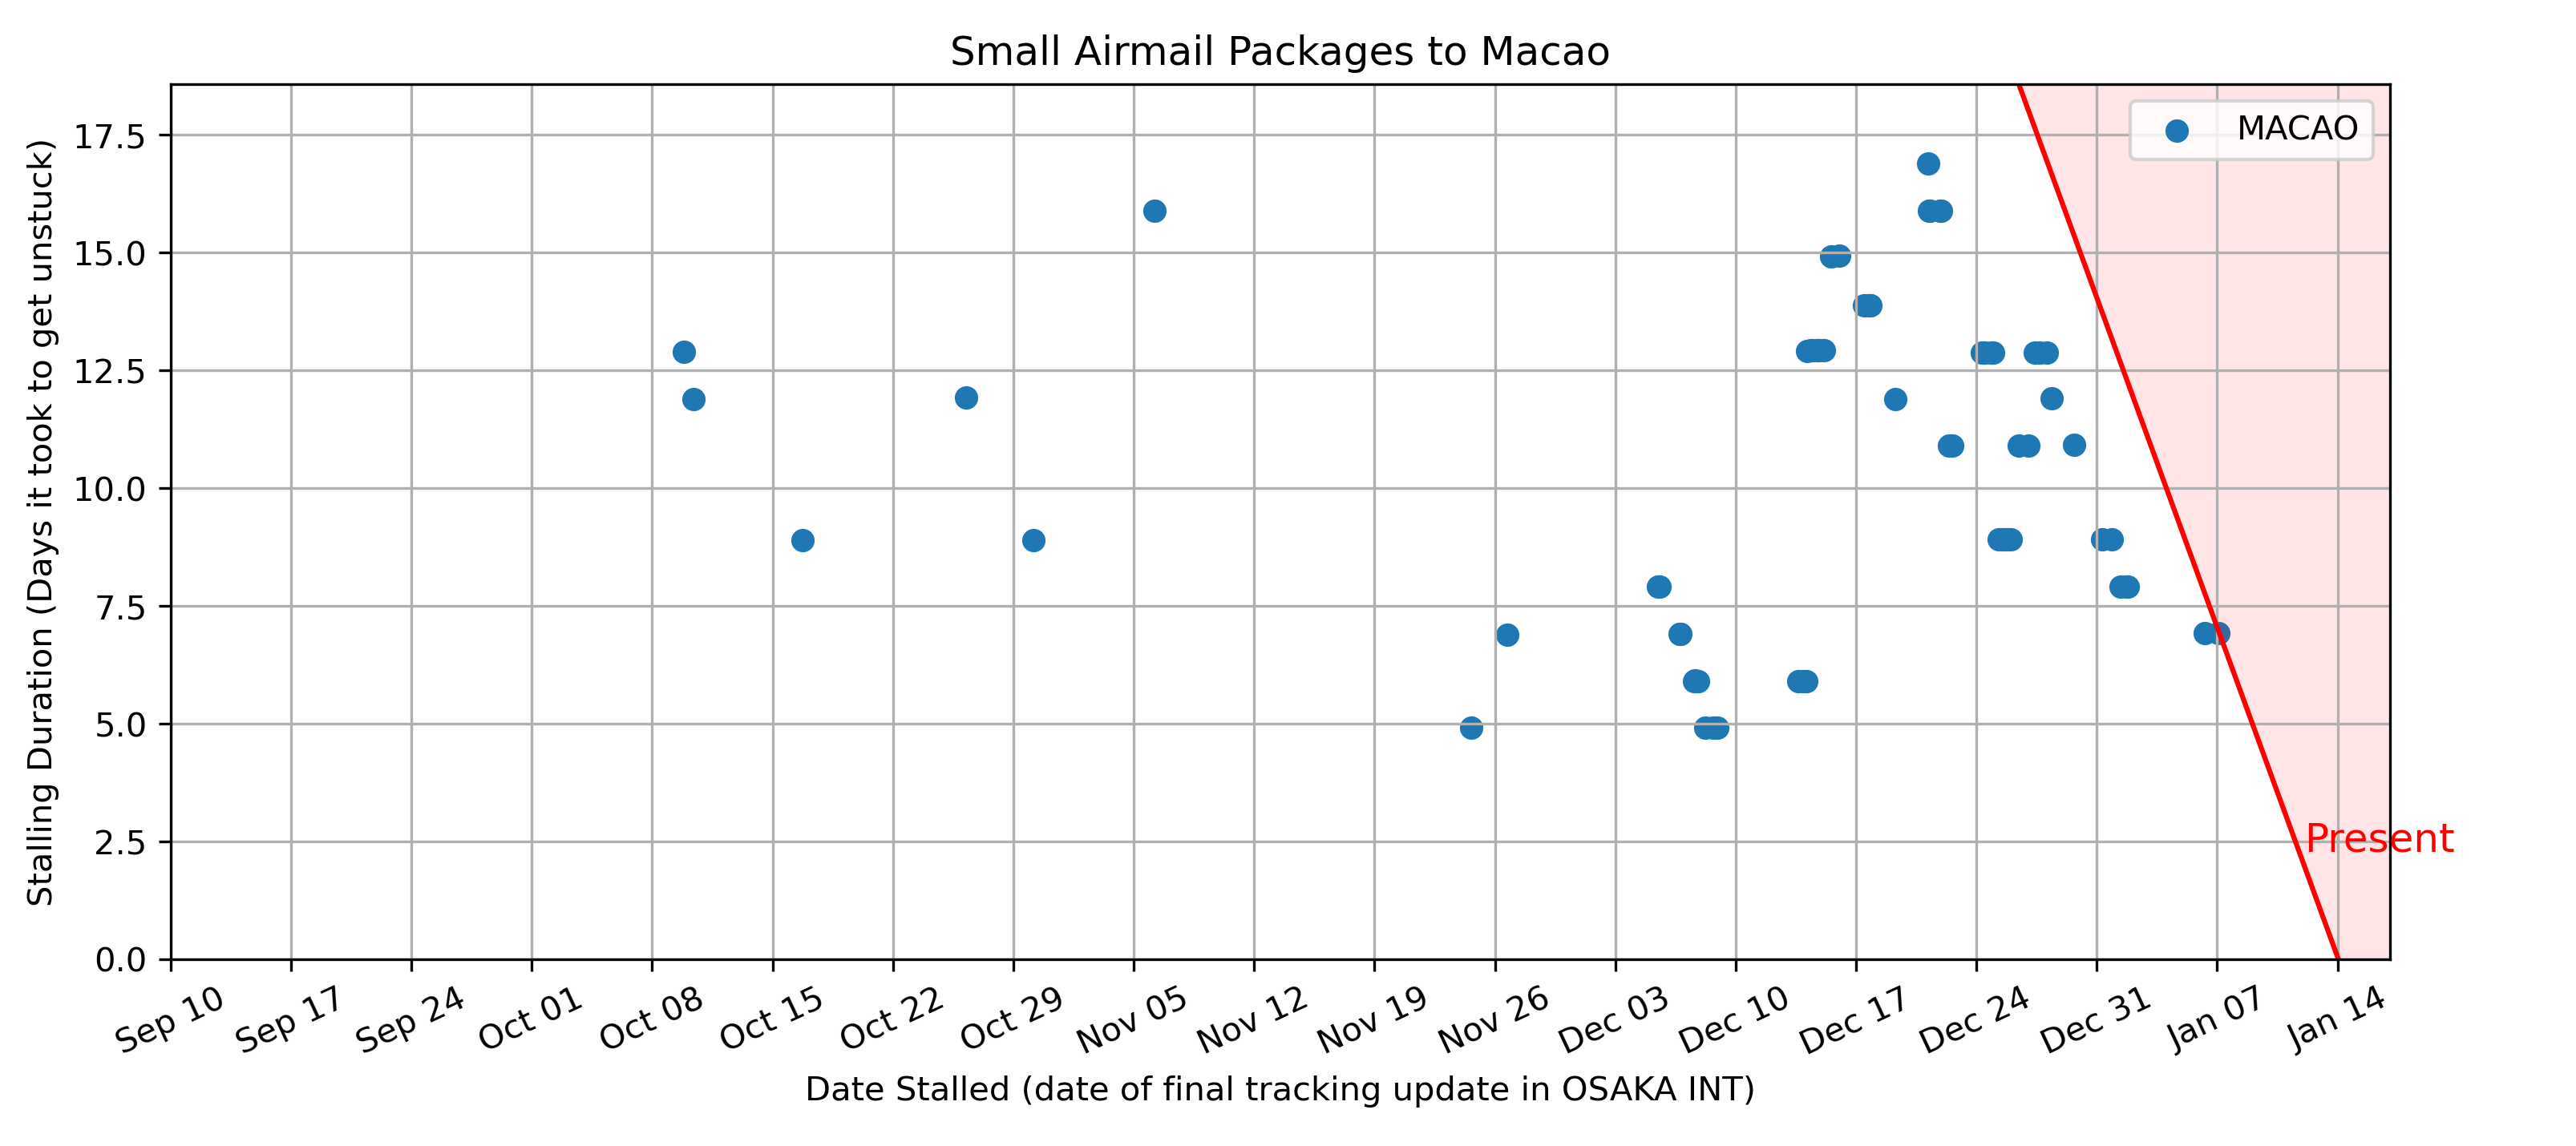 Small Airmail Packages to Macao
MACAO
17.5
15.0
12.5
10.0
7.5
5.0
2.5
0.0
Stalling Duration (Days it took to get unstuck)
Present
Sep 10
Sep 17
Sep 24
Oct 01
Oct 08
Oct 15
Oct 22
Oct 29
Nov 05
Nov 12
Nov 19
Nov 26
Dec 03
Dec 10
Dec 17
Dec 24
Dec 31
Jan 07
Jan 14
Date Stalled (date of final tracking update in OSAKA INT)